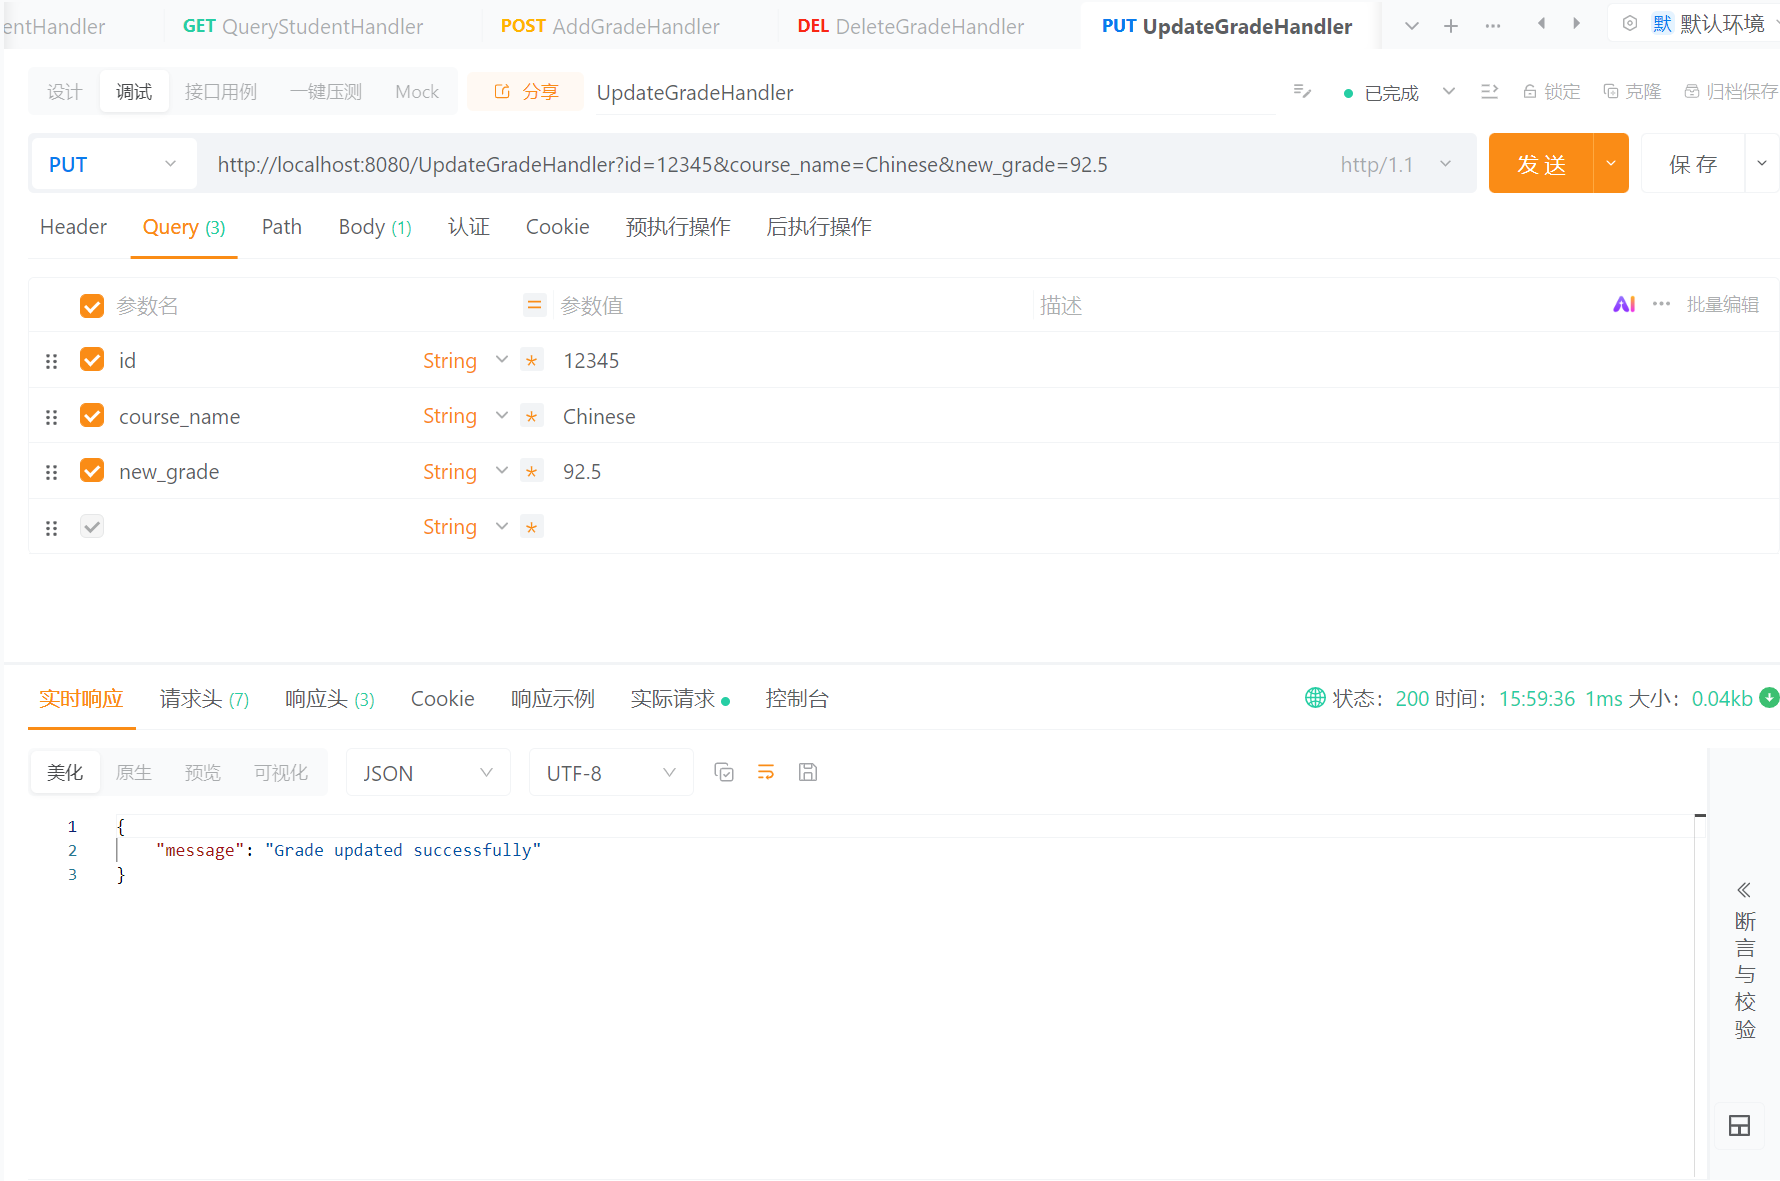 entHandler GET QueryStudentHandler POST AddGradeHandler DEL DeleteGradeHandler PUT UpdateGradeHandler 默 默认环境
设计 调试 接口用例 一键压测 Mock 分享 UpdateGradeHandler 已完成 锁定 克隆 归档保存
PUT http://localhost:8080/UpdateGradeHandler?id=12345&course_name=Chinese&new_grade=92.5 http/1.1 发送 保存
Header Query (3) Path Body (1) 认证 Cookie 预执行操作 后执行操作
参数名 = 参数值 描述 AI 批量编辑
id String * 12345
course_name String * Chinese
new_grade String * 92.5
String *
实时响应 请求头 (7) 响应头 (3) Cookie 响应示例 实际请求 控制台 状态: 200 时间: 15:59:36 1ms 大小: 0.04kb
美化 原生 预览 可视化 JSON UTF-8
1 {
2 "message": "Grade updated successfully"
3 }
断言与校验